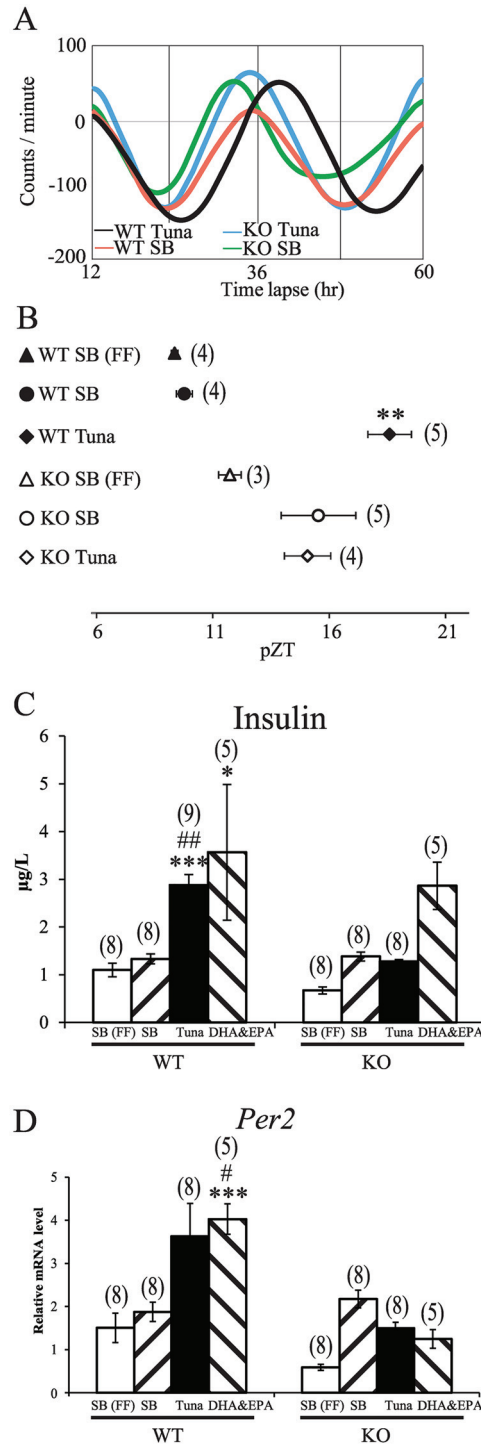 A
100
0
-100
-200
Counts / minute
WT Tuna
KO Tuna
WT SB
KO SB
12
36
60
Time lapse (hr)
B
WT SB (FF)
(4)
WT SB
(4)
**
WT Tuna
(5)
KO SB (FF)
(3)
KO SB
(5)
KO Tuna
(4)
6
11
16
21
pZT
C
Insulin
6
5
4
3
2
1
0
µg/L
(8)
(8)
(9)
##
***
(5)
*
(8)
(8)
(8)
(5)
SB (FF) SB Tuna DHA&EPA
SB (FF) SB Tuna DHA&EPA
WT
KO
D
Per2
5
4
3
2
1
0
Relative mRNA level
(8)
(8)
(8)
(5)
#
***
(8)
(8)
(8)
(5)
SB (FF) SB Tuna DHA&EPA
SB (FF) SB Tuna DHA&EPA
WT
KO